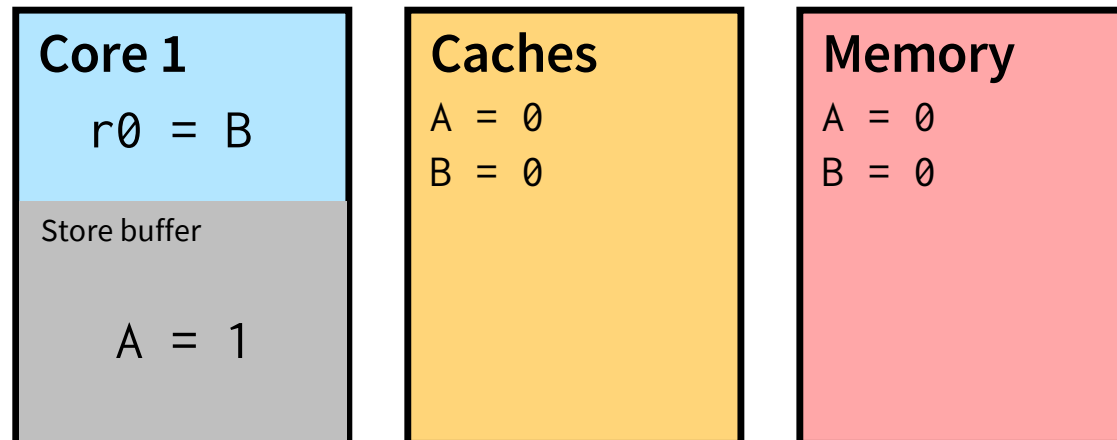 Core 1
r0 = B
Store buffer
A = 1
Caches
A = 0
B = 0
Memory
A = 0
B = 0